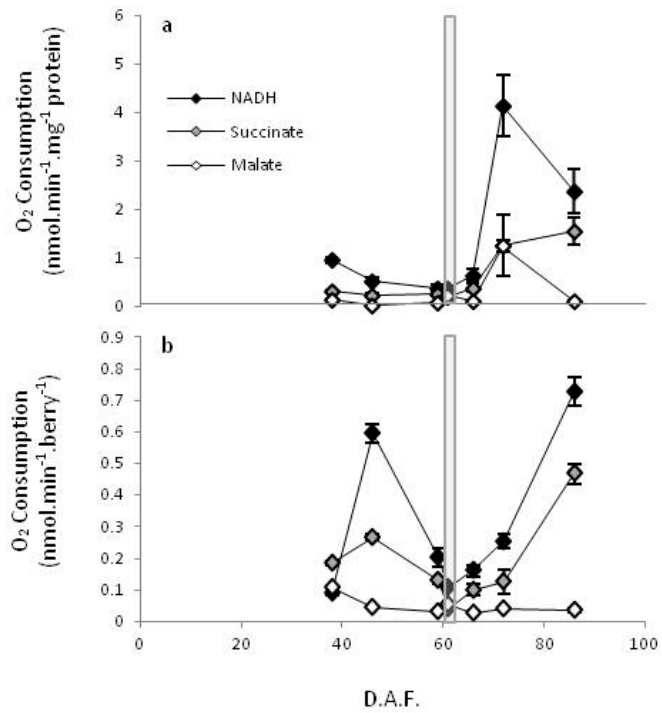 a
6
5
4
3
2
1
0
O₂ Consumption
(nmol.min⁻¹.mg⁻¹ protein)
NADH
Succinate
Malate
b
0.9
0.8
0.7
0.6
0.5
0.4
0.3
0.2
0.1
0
O₂ Consumption
(nmol.min⁻¹.berry⁻¹)
0 20 40 60 80 100
D.A.F.